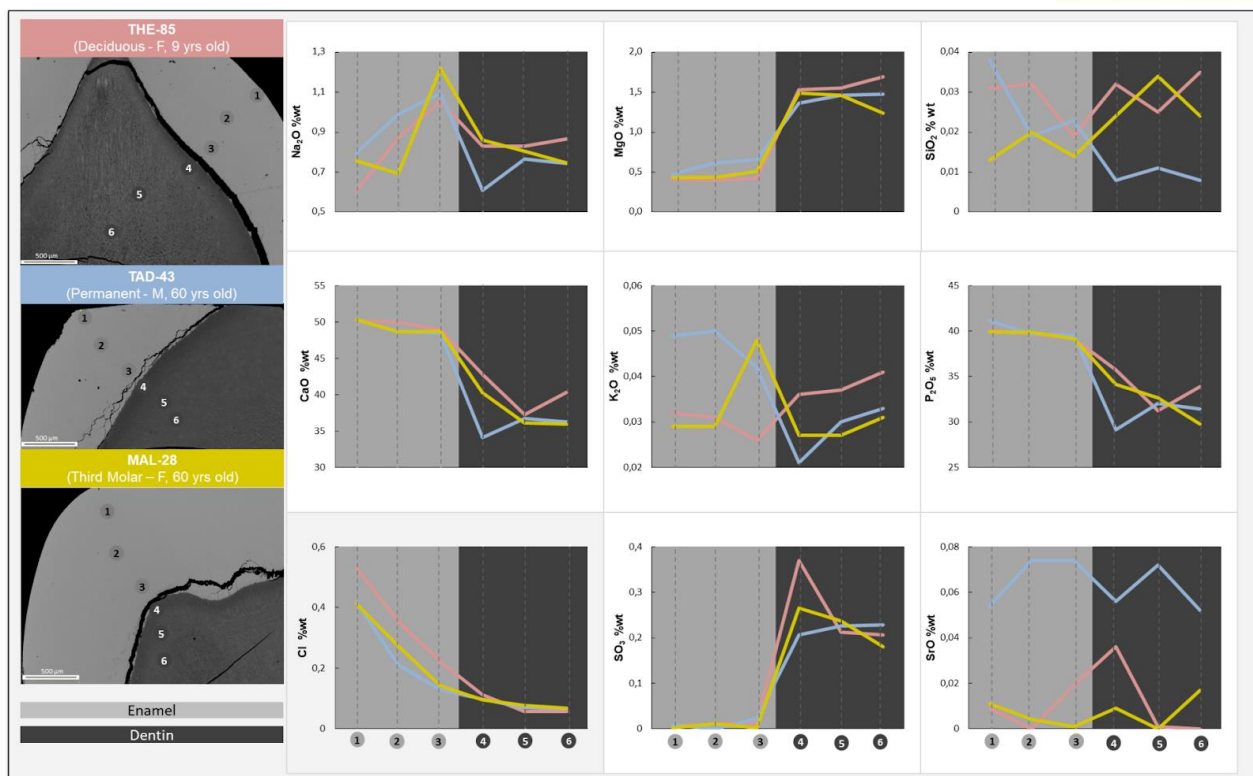 THE-85
(Deciduous - F, 9 yrs old)
1
2
3
4
5
6
500 µm
TAD-43
(Permanent - M, 60 yrs old)
1
2
3
4
5
6
500 µm
MAL-28
(Third Molar – F, 60 yrs old)
1
2
3
4
5
6
500 µm
Enamel
Dentin
Na₂O %wt
1,3
1,1
0,9
0,7
0,5
MgO %wt
2,0
1,5
1,0
0,5
0,0
SiO₂ % wt
0,04
0,03
0,02
0,01
0
CaO %wt
55
50
45
40
35
30
K₂O %wt
0,06
0,05
0,04
0,03
0,02
P₂O₅ %wt
45
40
35
30
25
Cl %wt
0,6
0,4
0,2
0
1 2 3 4 5 6
SO₃ %wt
0,4
0,3
0,2
0,1
0
1 2 3 4 5 6
SrO %wt
0,08
0,06
0,04
0,02
0
1 2 3 4 5 6